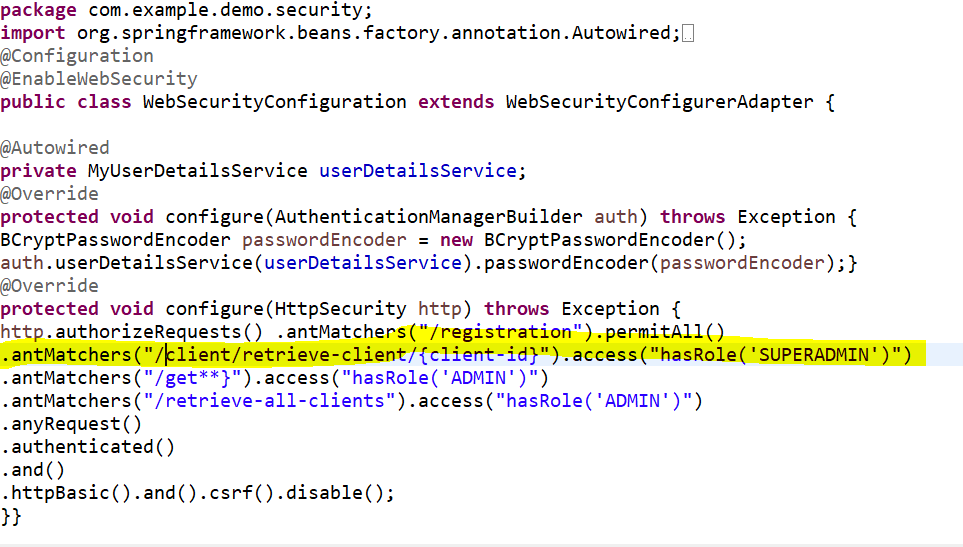 package com.example.demo.security;
import org.springframework.beans.factory.annotation.Autowired;
@Configuration
@EnableWebSecurity
public class WebSecurityConfiguration extends WebSecurityConfigurerAdapter {
@Autowired
private MyUserDetailsService userDetailsService;
@Override
protected void configure(AuthenticationManagerBuilder auth) throws Exception {
BCryptPasswordEncoder passwordEncoder = new BCryptPasswordEncoder();
auth.userDetailsService(userDetailsService).passwordEncoder(passwordEncoder);}
@Override
protected void configure(HttpSecurity http) throws Exception {
http.authorizeRequests() .antMatchers("/registration").permitAll()
.antMatchers("/client/retrieve-client/{client-id}").access("hasRole('SUPERADMIN')")
.antMatchers("/get**}").access("hasRole('ADMIN')")
.antMatchers("/retrieve-all-clients").access("hasRole('ADMIN')")
.anyRequest()
.authenticated()
.and()
.httpBasic().and().csrf().disable();
}}